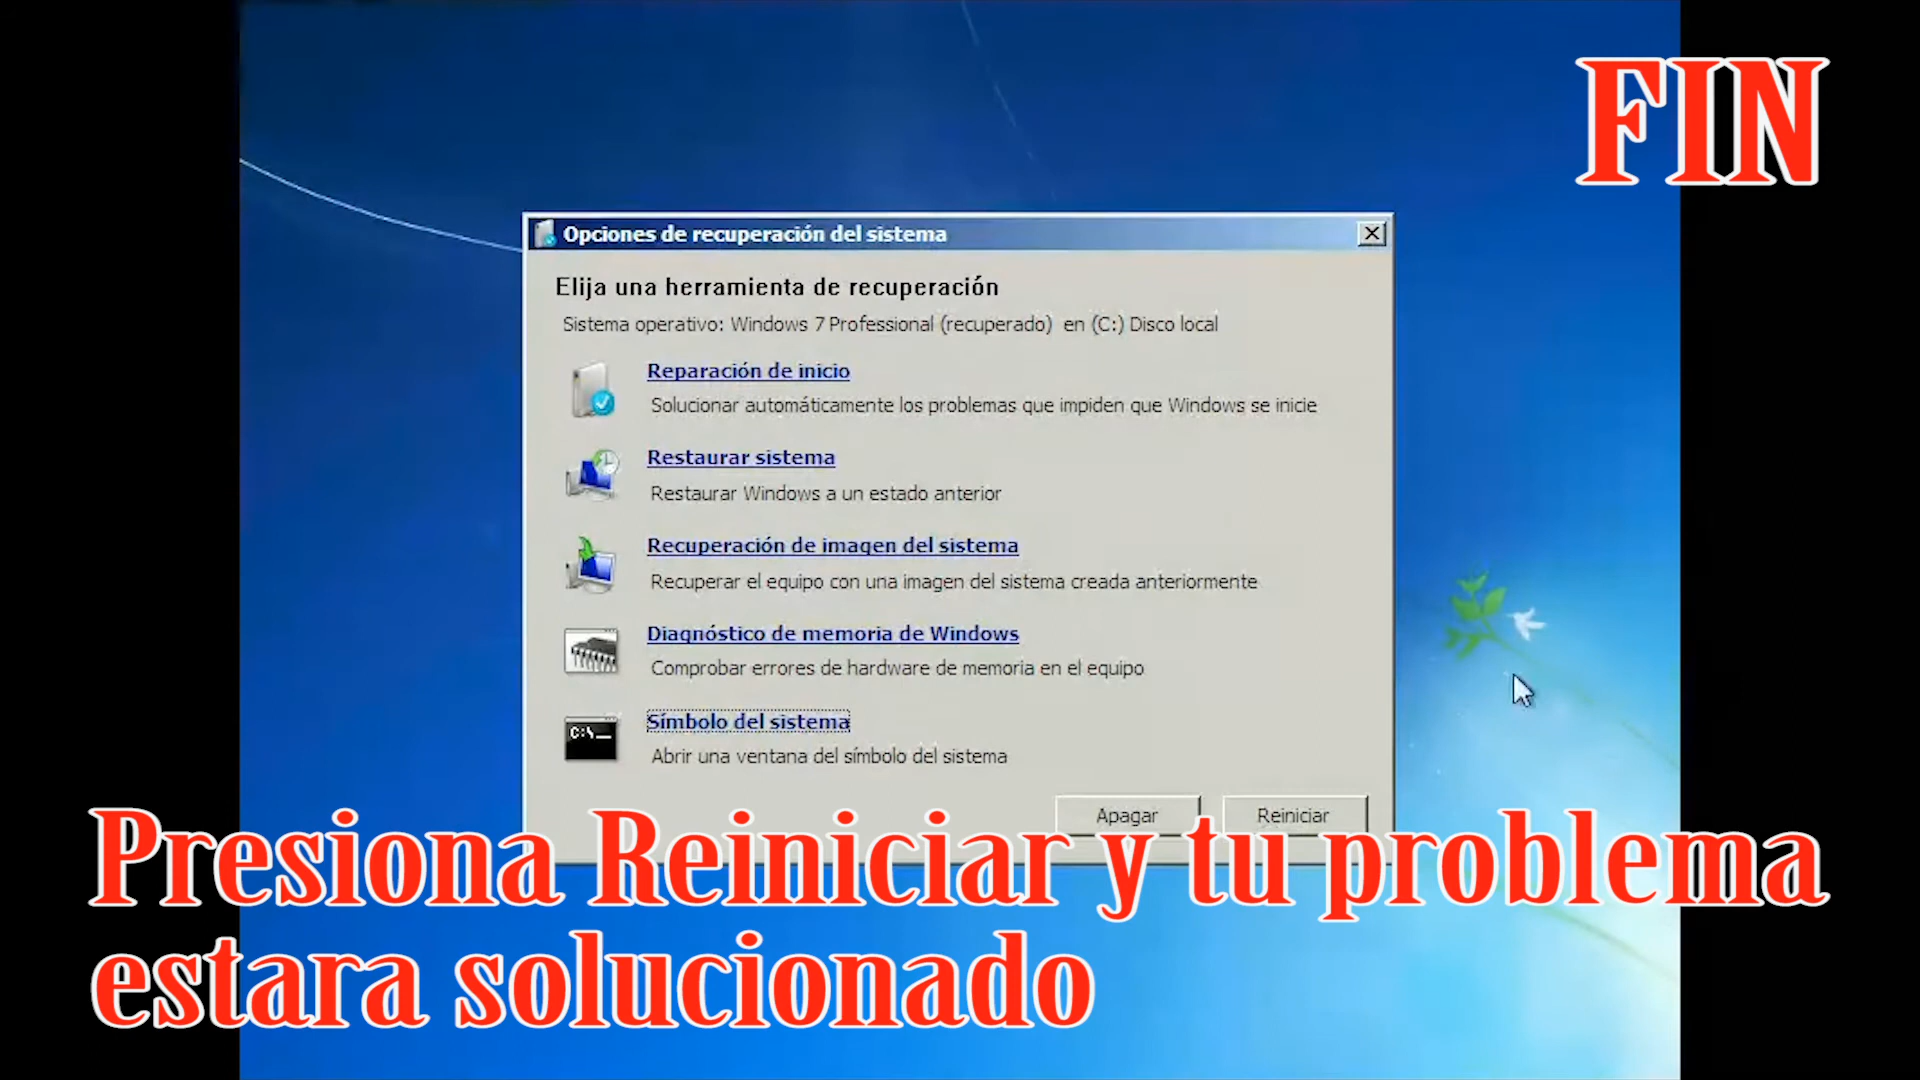 FIN
Opciones de recuperación del sistema
Elija una herramienta de recuperación
Sistema operativo: Windows 7 Professional (recuperado) en (C:) Disco local
Reparación de inicio
Solucionar automáticamente los problemas que impiden que Windows se inicie
Restaurar sistema
Restaurar Windows a un estado anterior
Recuperación de imagen del sistema
Recuperar el equipo con una imagen del sistema creada anteriormente
Diagnóstico de memoria de Windows
Comprobar errores de hardware de memoria en el equipo
C:\_
Símbolo del sistema
Abrir una ventana del símbolo del sistema
Apagar Reiniciar
Presiona Reiniciar y tu problema
estara solucionado